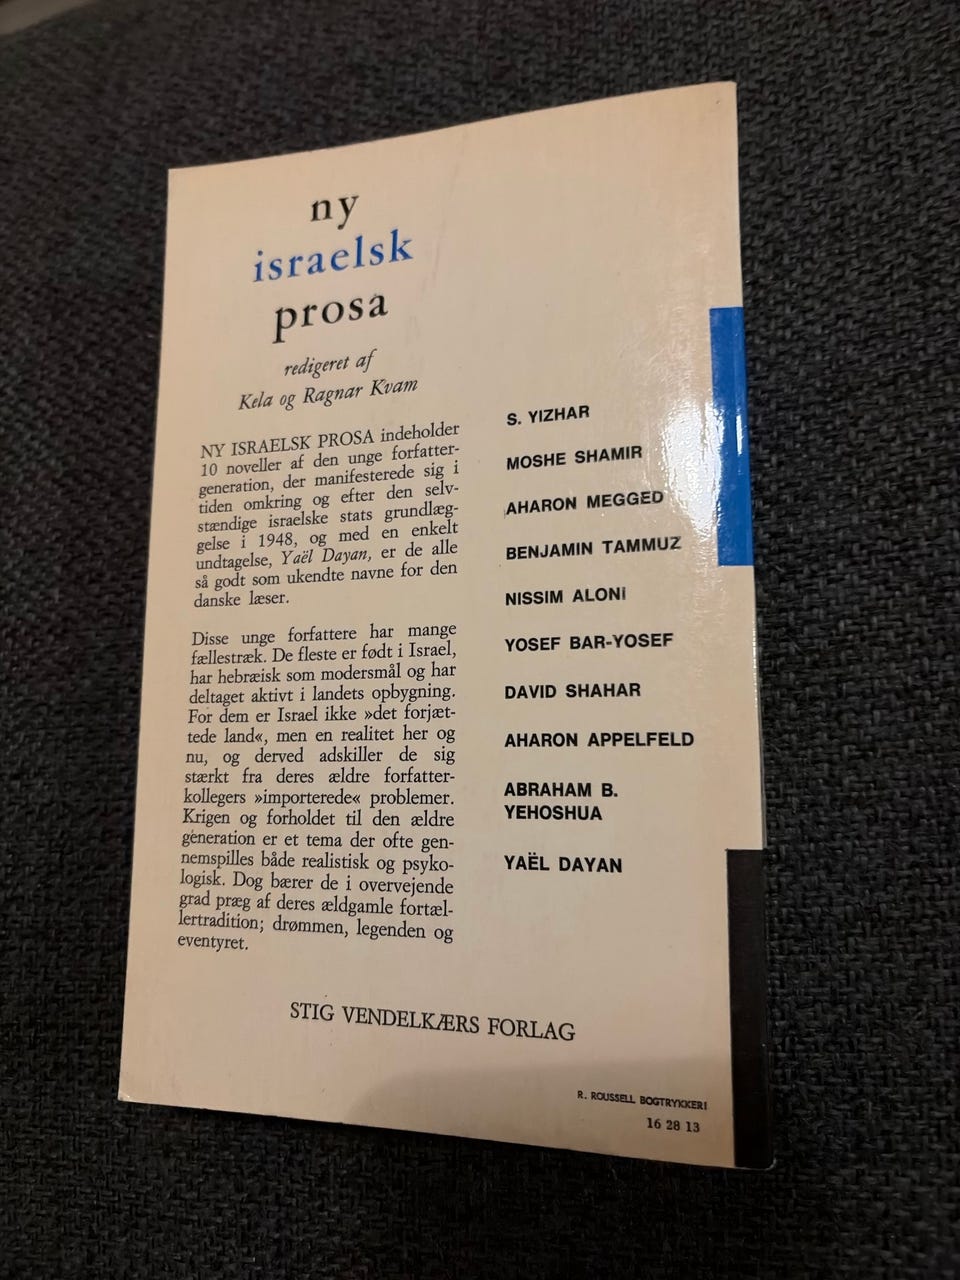 ny
israelsk
prosa
redigeret af
Kela og Ragnar Kvam
NY ISRAELSK PROSA indeholder
10 noveller af den unge forfatter-
generation, der manifesterede sig i
tiden omkring og efter den selv-
stændige israelske stats grundlæg-
gelse i 1948, og med en enkelt
undtagelse, Yaël Dayan, er de alle
så godt som ukendte navne for den
danske læser.
Disse unge forfattere har mange
fællestræk. De fleste er født i Israel,
har hebræisk som modersmål og har
deltaget aktivt i landets opbygning.
For dem er Israel ikke »det forjæt-
tede land«, men en realitet her og
nu, og derved adskiller de sig
stærkt fra deres ældre forfatter-
kollegers »importerede« problemer.
Krigen og forholdet til den ældre
generation er et tema der ofte gen-
nemspilles både realistisk og psyko-
logisk. Dog bærer de i overvejende
grad præg af deres ældgamle fortæl-
lertradition; drømmen, legenden og
eventyret.
S. YIZHAR
MOSHE SHAMIR
AHARON MEGGED
BENJAMIN TAMMUZ
NISSIM ALONI
YOSEF BAR-YOSEF
DAVID SHAHAR
AHARON APPELFELD
ABRAHAM B.
YEHOSHUA
YAËL DAYAN
STIG VENDELKÆRS FORLAG
R. ROUSSELL BOGTRYKKERI
16 28 13